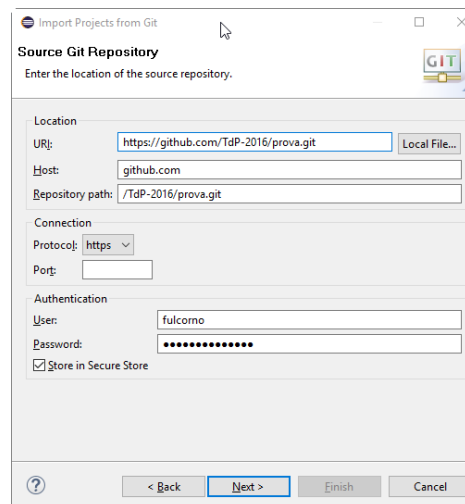 Import Projects from Git
Source Git Repository
Enter the location of the source repository.
GIT
Location
URI: https://github.com/TdP-2016/prova.git Local File...
Host: github.com
Repository path: /TdP-2016/prova.git
Connection
Protocol: https
Port:
Authentication
User: fulcorno
Password: ●●●●●●●●●●●●●●
Store in Secure Store
? < Back Next > Finish Cancel